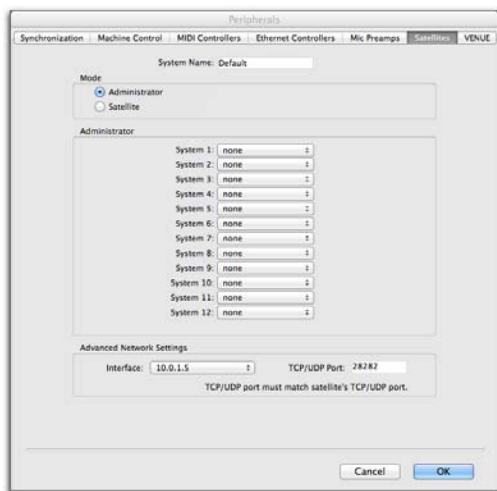 Peripherals
Synchronization Machine Control MIDI Controllers Ethernet Controllers Mic Preamps Satellites VENUE
System Name: Default
Mode
Administrator
Satellite
Administrator
System 1: none
System 2: none
System 3: none
System 4: none
System 5: none
System 6: none
System 7: none
System 8: none
System 9: none
System 10: none
System 11: none
System 12: none
Advanced Network Settings
Interface: 10.0.1.5 TCP/UDP Port: 28282
TCP/UDP port must match satellite's TCP/UDP port.
Cancel OK